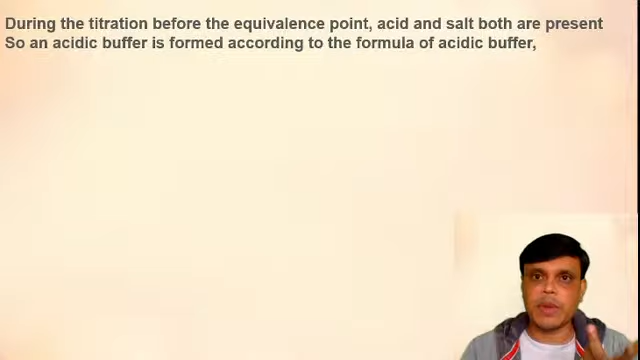 During the titration before the equivalence point, acid and salt both are present
So an acidic buffer is formed according to the formula of acidic buffer,